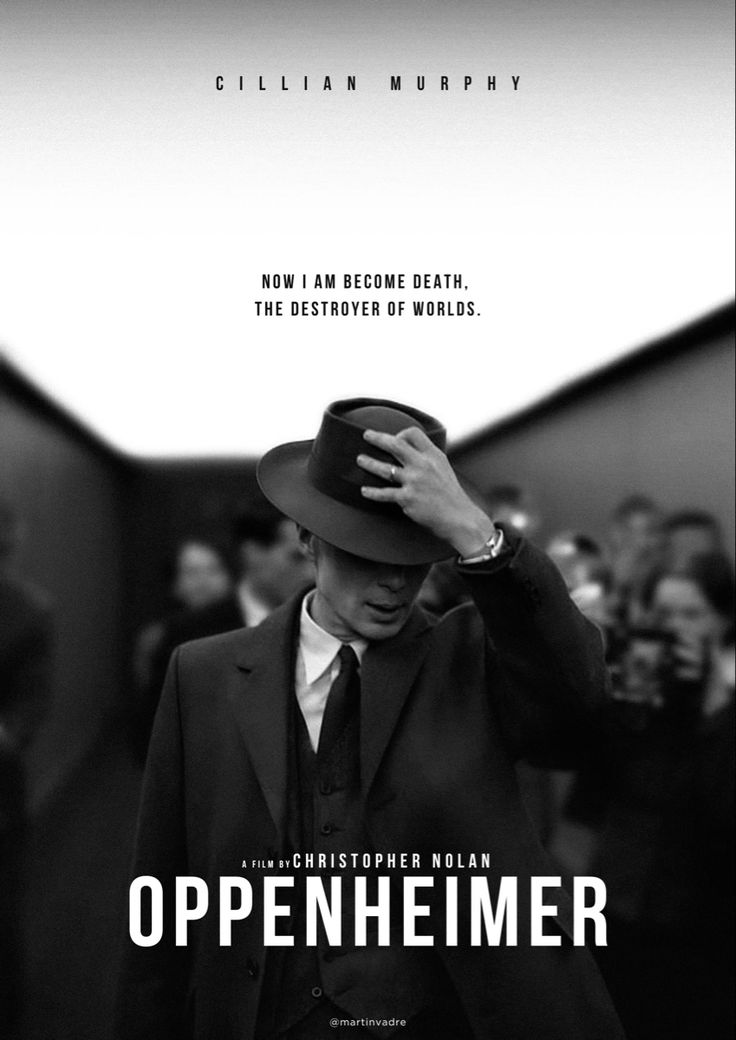 CILLIAN MURPHY
NOW I AM BECOME DEATH,
THE DESTROYER OF WORLDS.
A FILM BY CHRISTOPHER NOLAN
OPPENHEIMER
@martinvadre